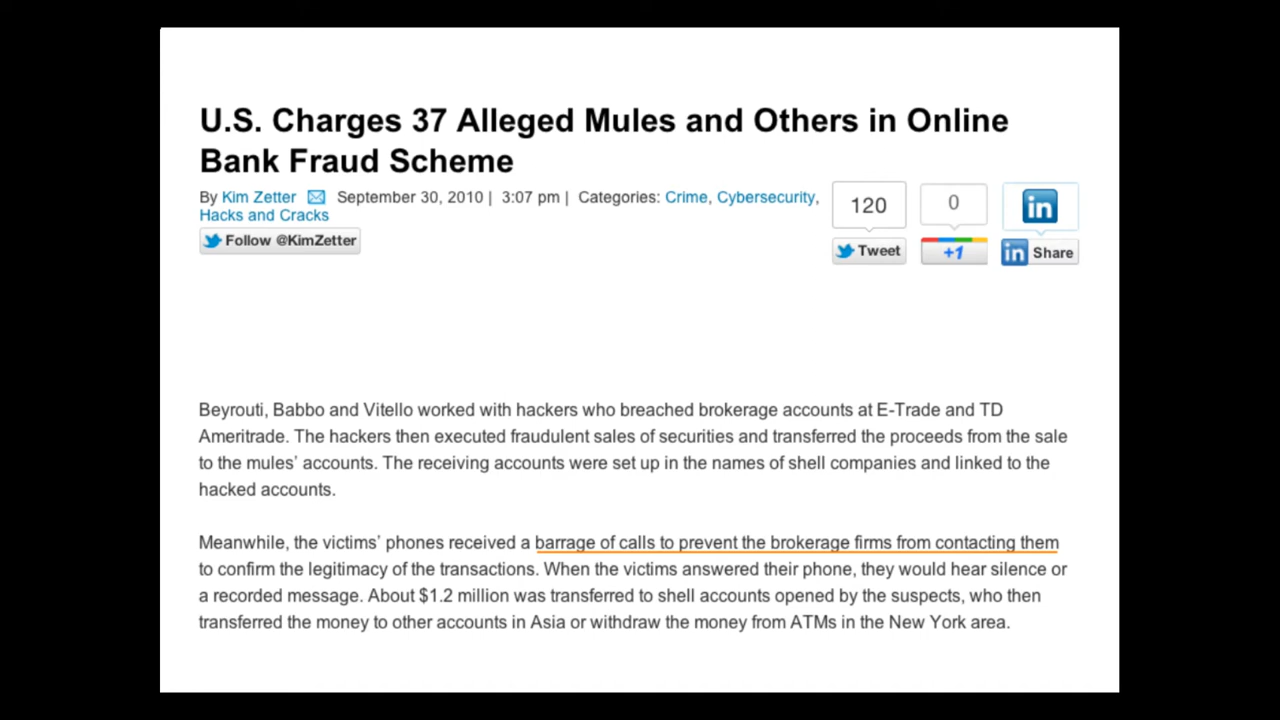 U.S. Charges 37 Alleged Mules and Others in Online
Bank Fraud Scheme
By Kim Zetter September 30, 2010 | 3:07 pm | Categories: Crime, Cybersecurity,
Hacks and Cracks
Follow @KimZetter
120
0
in
Tweet
+1
in Share
Beyrouti, Babbo and Vitello worked with hackers who breached brokerage accounts at E-Trade and TD
Ameritrade. The hackers then executed fraudulent sales of securities and transferred the proceeds from the sale
to the mules’ accounts. The receiving accounts were set up in the names of shell companies and linked to the
hacked accounts.
Meanwhile, the victims’ phones received a barrage of calls to prevent the brokerage firms from contacting them
to confirm the legitimacy of the transactions. When the victims answered their phone, they would hear silence or
a recorded message. About $1.2 million was transferred to shell accounts opened by the suspects, who then
transferred the money to other accounts in Asia or withdraw the money from ATMs in the New York area.